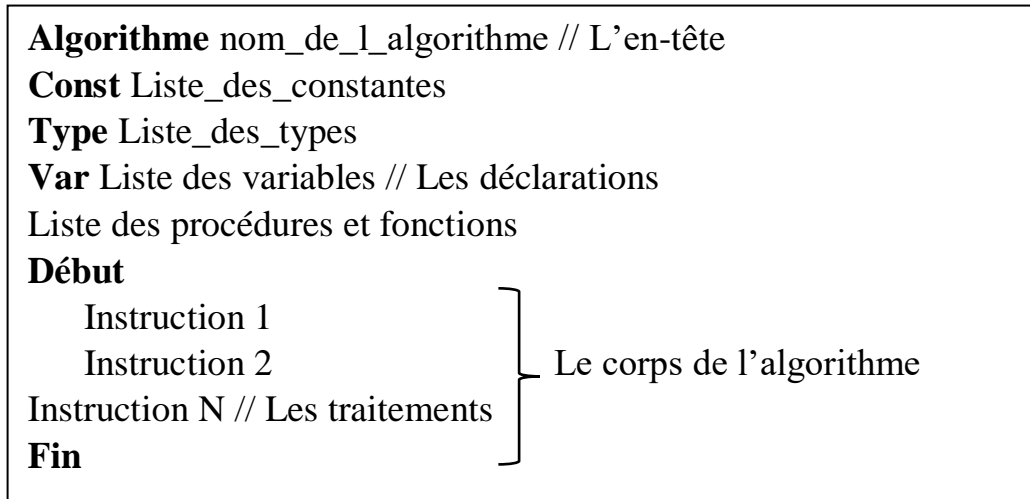 Algorithme nom_de_l_algorithme // L’en-tête
Const Liste_des_constantes
Type Liste_des_types
Var Liste des variables // Les déclarations
Liste des procédures et fonctions
Début
Instruction 1
Instruction 2
Le corps de l’algorithme
Instruction N // Les traitements
Fin